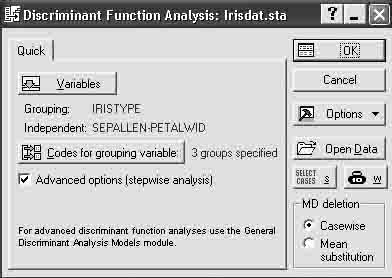 Discriminant Function Analysis: Irisdat.sta
? 
Quick
Variables
Grouping: IRISTYPE
Independent: SEPALLEN-PETALWID
Codes for grouping variable: 3 groups specified
Advanced options (stepwise analysis)
For advanced discriminant function analyses use the General
Discriminant Analysis Models module.
OK
Cancel
Options
Open Data
SELECT
CASES
S
W
MD deletion
Casewise
Mean
substitution